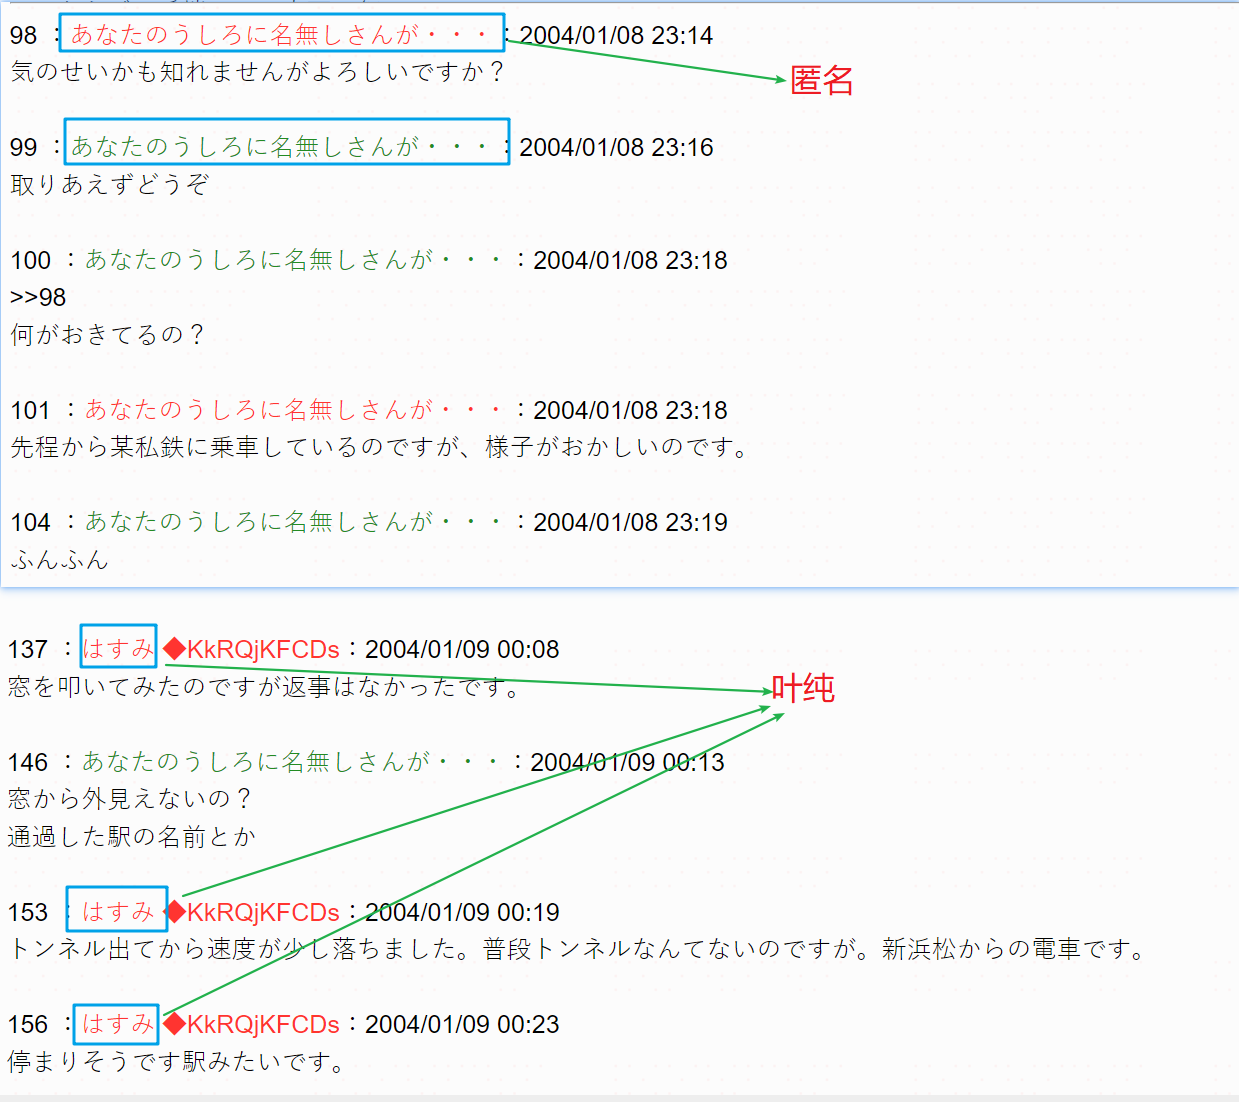 98 ：あなたのうしろに名無しさんが・・・：2004/01/08 23:14
気のせいかも知れませんがよろしいですか？
匿名
99 ：あなたのうしろに名無しさんが・・・：2004/01/08 23:16
取りあえずどうぞ
100 ：あなたのうしろに名無しさんが・・・：2004/01/08 23:18
>>98
何がおきてるの？
101 ：あなたのうしろに名無しさんが・・・：2004/01/08 23:18
先程から某私鉄に乗車しているのですが、様子がおかしいのです。
104 ：あなたのうしろに名無しさんが・・・：2004/01/08 23:19
ふんふん
137 ：はすみ ◆KkRQjKFCDs：2004/01/09 00:08
窓を叩いてみたのですが返事はなかったです。
叶纯
146 ：あなたのうしろに名無しさんが・・・：2004/01/09 00:13
窓から外見えないの？
通過した駅の名前とか
153 ：はすみ ◆KkRQjKFCDs：2004/01/09 00:19
トンネル出てから速度が少し落ちました。普段トンネルなんてないのですが。新浜松からの電車です。
156 ：はすみ ◆KkRQjKFCDs：2004/01/09 00:23
停まりそうです駅みたいです。